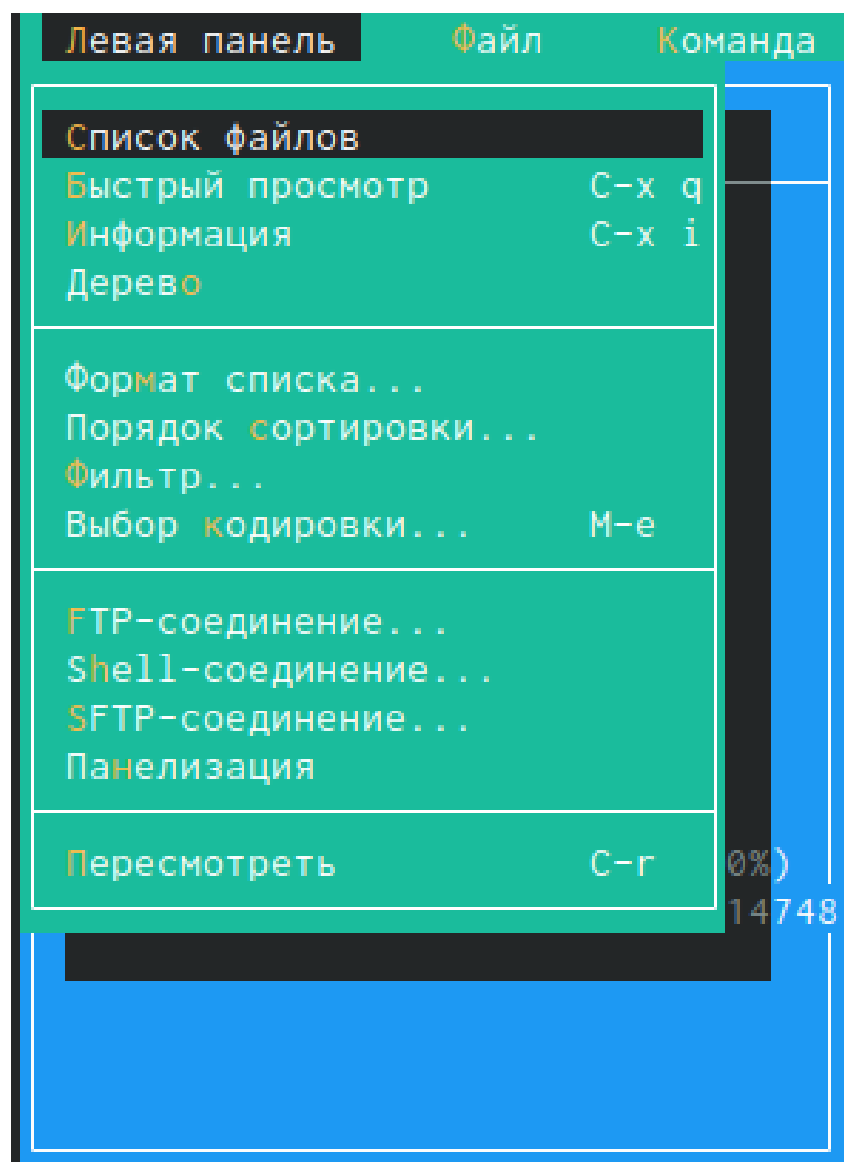 Левая панель Файл Команда
Список файлов
Быстрый просмотр C-x q
Информация C-x i
Дерево
Формат списка...
Порядок сортировки...
Фильтр...
Выбор кодировки... M-e
FTP-соединение...
Shell-соединение...
SFTP-соединение...
Панелизация
Пересмотреть C-r 0%)
14748